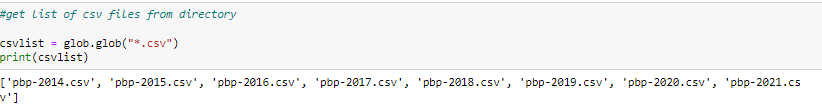 #get list of csv files from directory
csvlist = glob.glob("*.csv")
print(csvlist)
['pbp-2014.csv', 'pbp-2015.csv', 'pbp-2016.csv', 'pbp-2017.csv', 'pbp-2018.csv', 'pbp-2019.csv', 'pbp-2020.csv', 'pbp-2021.cs
v']